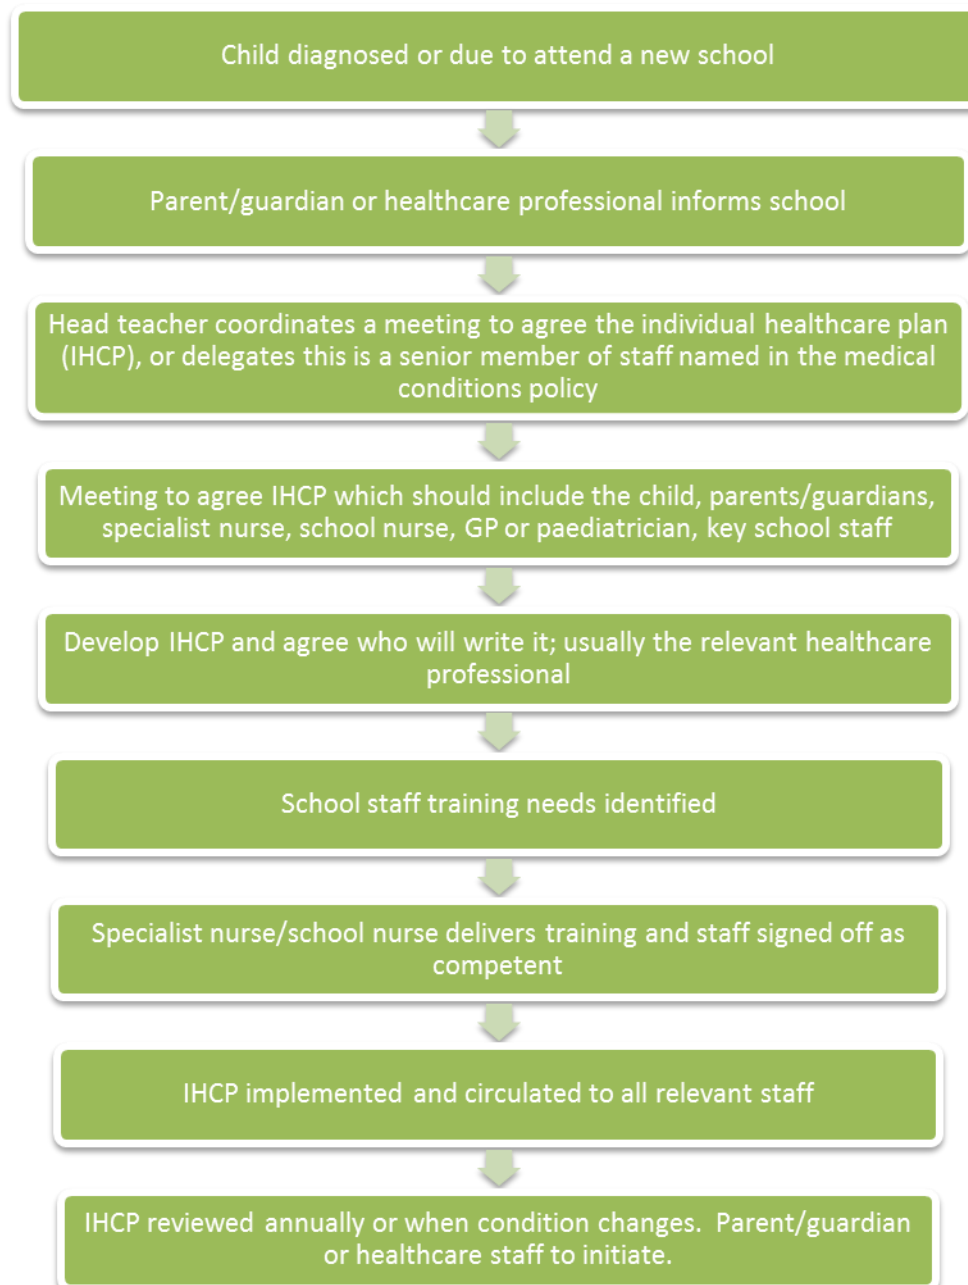 Child diagnosed or due to attend a new school
Parent/guardian or healthcare professional informs school
Head teacher coordinates a meeting to agree the individual healthcare plan
(IHCP), or delegates this is a senior member of staff named in the medical
conditions policy
Meeting to agree IHCP which should include the child, parents/guardians,
specialist nurse, school nurse, GP or paediatrician, key school staff
Develop IHCP and agree who will write it; usually the relevant healthcare
professional
School staff training needs identified
Specialist nurse/school nurse delivers training and staff signed off as
competent
IHCP implemented and circulated to all relevant staff
IHCP reviewed annually or when condition changes. Parent/guardian
or healthcare staff to initiate.